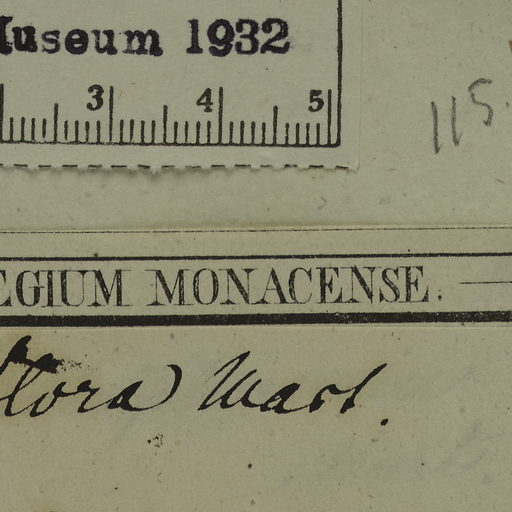 Museum 1932
3 4 5
115.
EGIUM MONACENSE.
flora Mart.